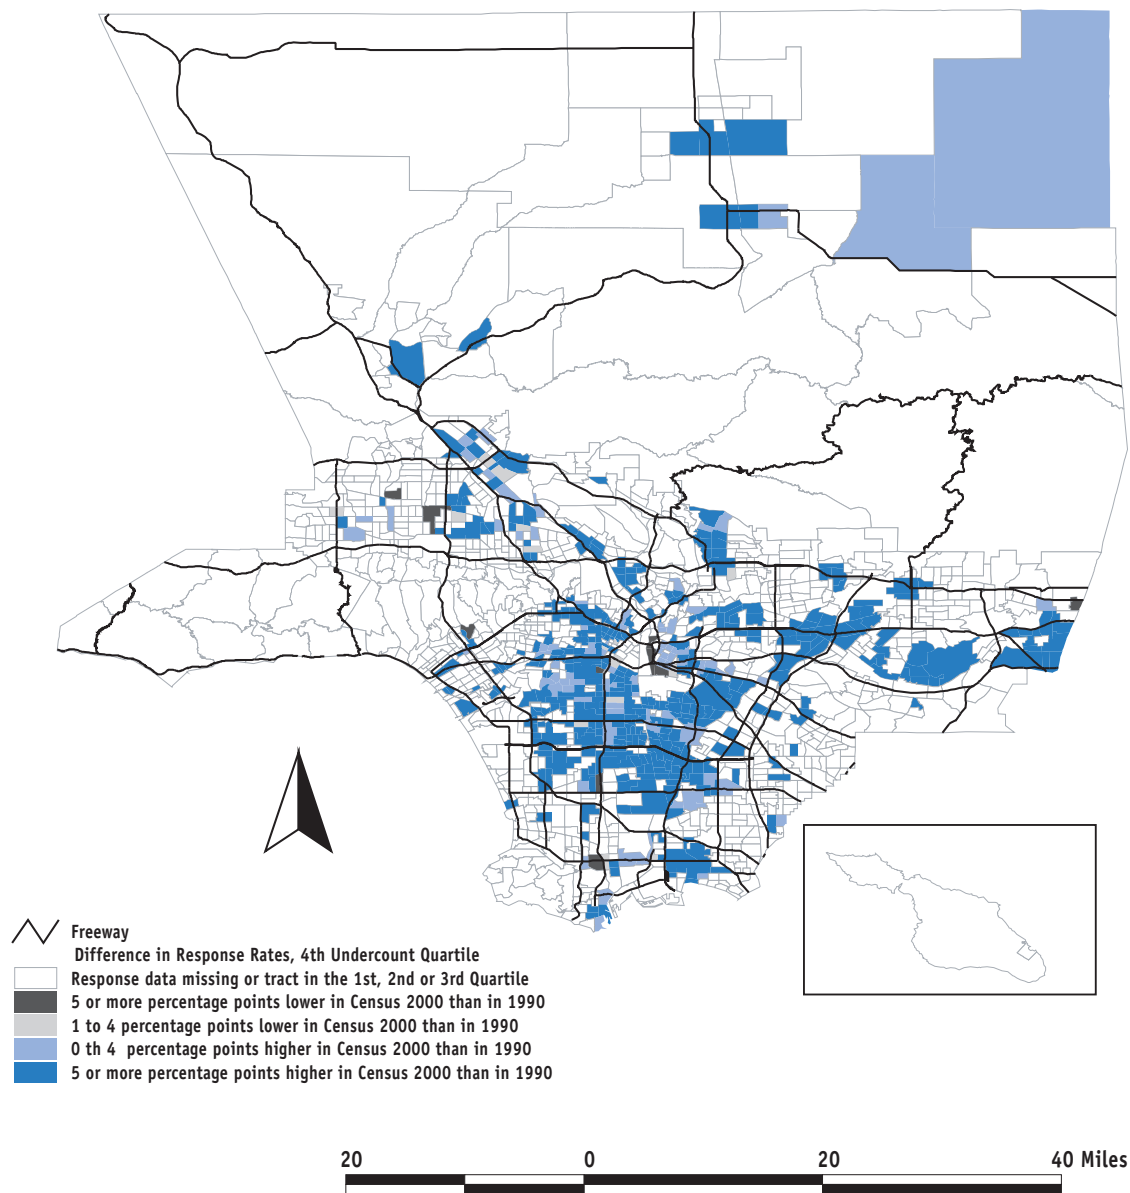 Freeway
Difference in Response Rates, 4th Undercount Quartile
Response data missing or tract in the 1st, 2nd or 3rd Quartile
5 or more percentage points lower in Census 2000 than in 1990
1 to 4 percentage points lower in Census 2000 than in 1990
0 th 4 percentage points higher in Census 2000 than in 1990
5 or more percentage points higher in Census 2000 than in 1990
20 0 20 40 Miles